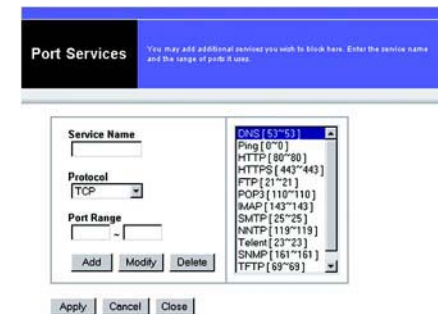 Port Services
You may add additional services you wish to block here. Enter the service name
and the range of ports it uses.
Service Name
Protocol
TCP
Port Range
~
Add Modify Delete
DNS [ 53~53 ]
Ping [ 0~0 ]
HTTP [ 80~80 ]
HTTPS [ 443~443 ]
FTP [ 21~21 ]
POP3 [ 110~110 ]
IMAP [ 143~143 ]
SMTP [ 25~25 ]
NNTP [ 119~119 ]
Telent [ 23~23 ]
SNMP [ 161~161 ]
TFTP [ 69~69 ]
Apply Cancel Close